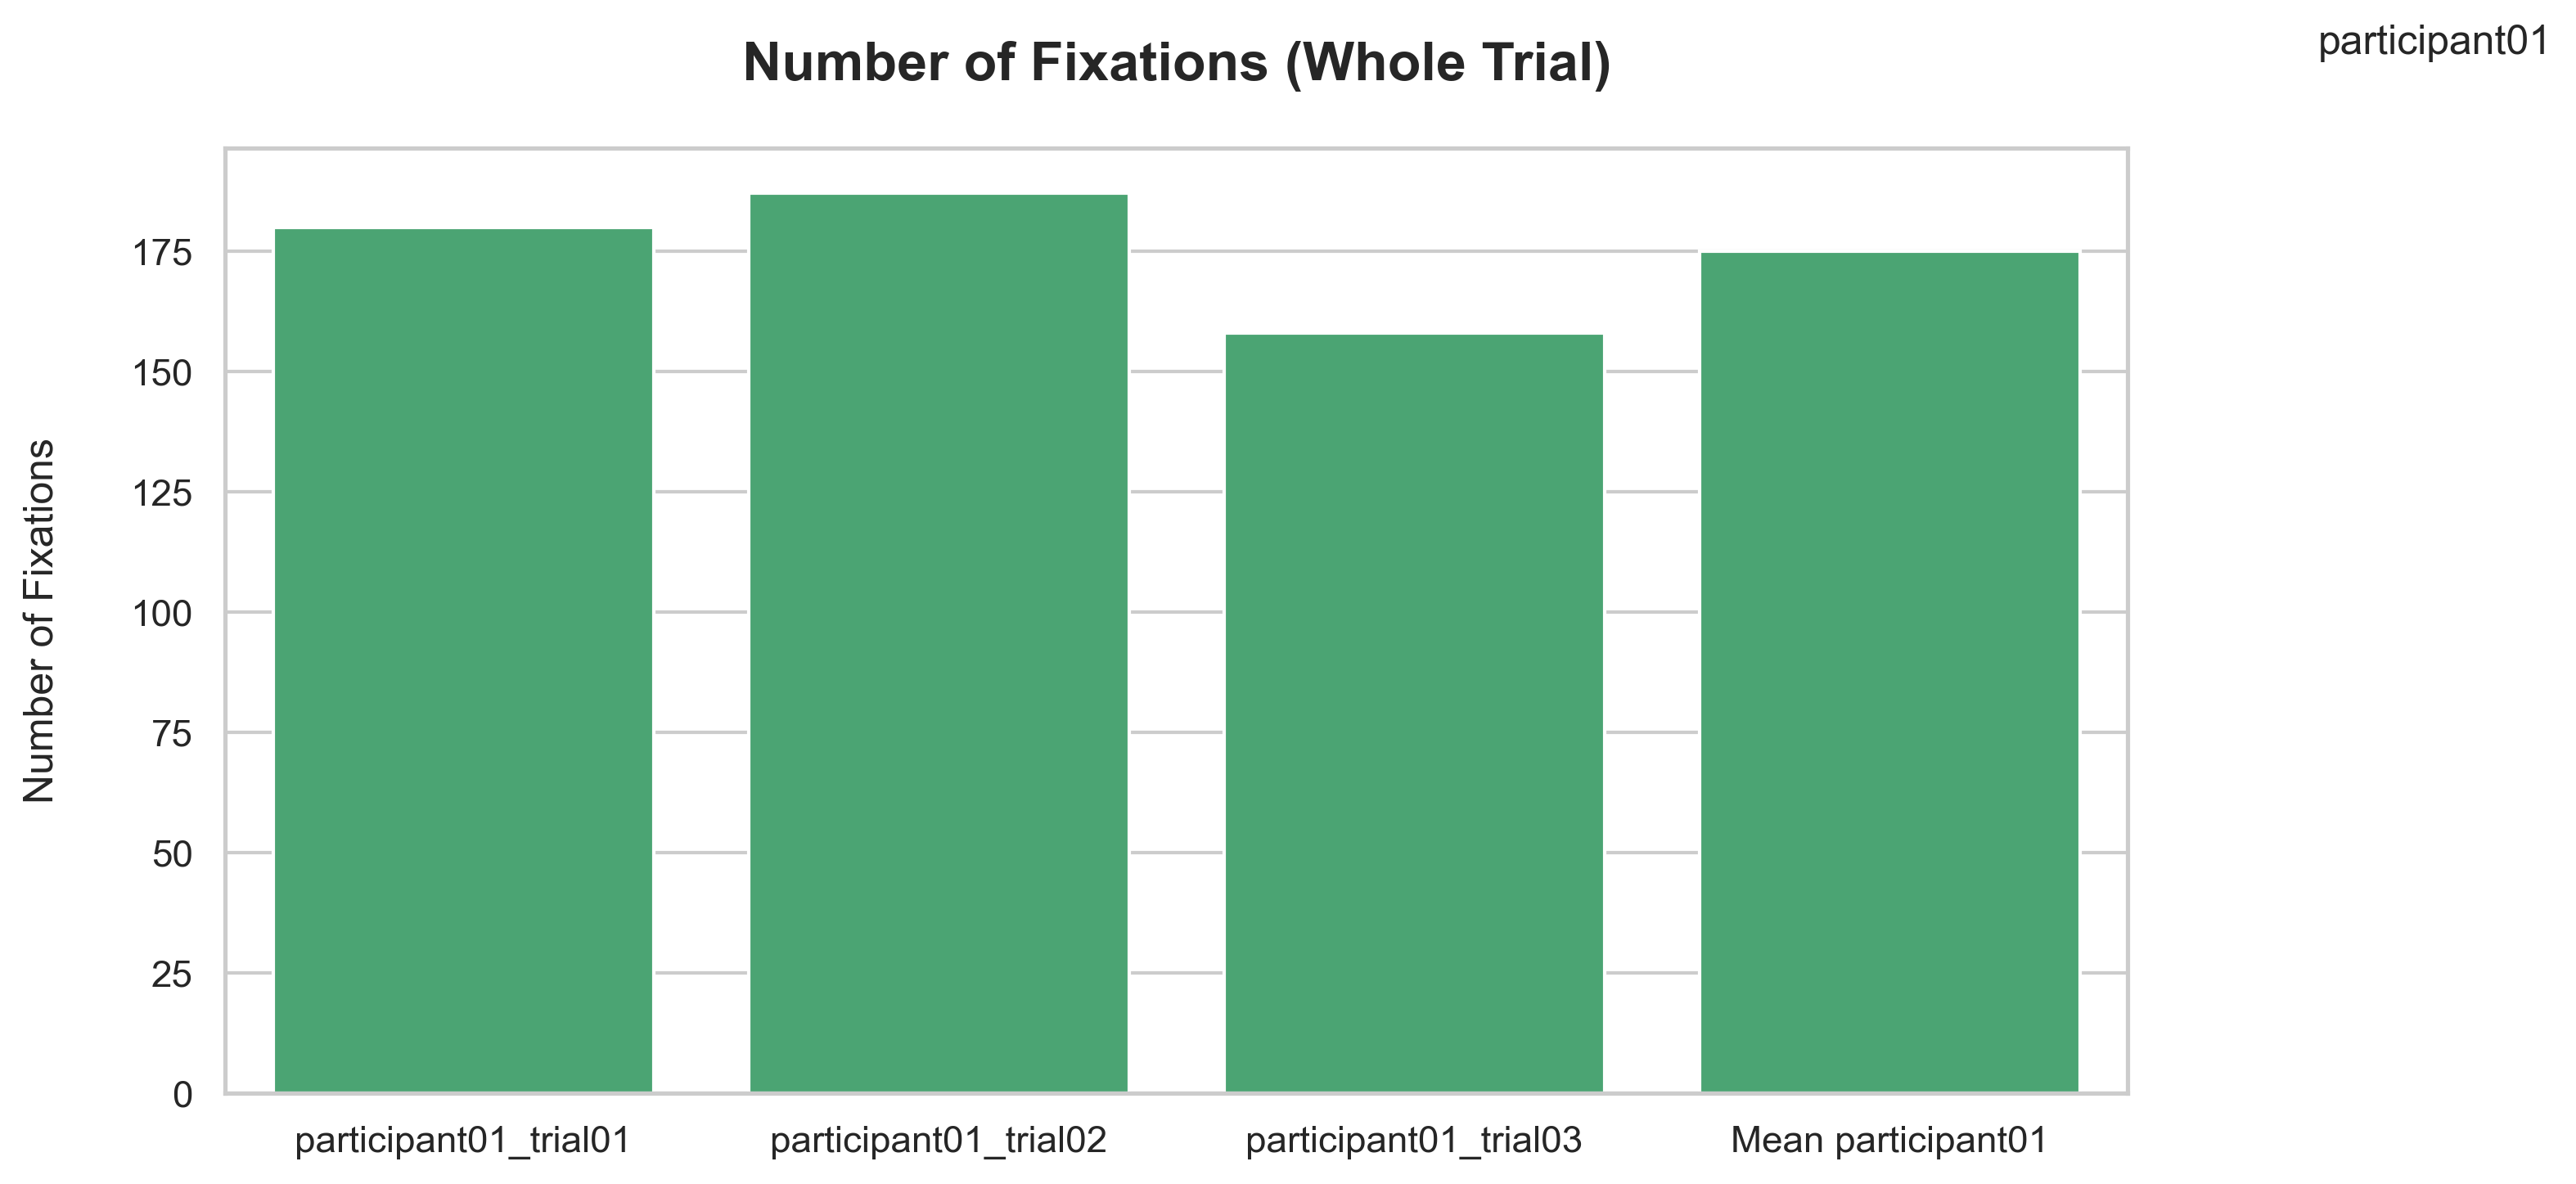 participant01
Number of Fixations (Whole Trial)
Number of Fixations
175
150
125
100
75
50
25
0
participant01_trial01
participant01_trial02
participant01_trial03
Mean participant01